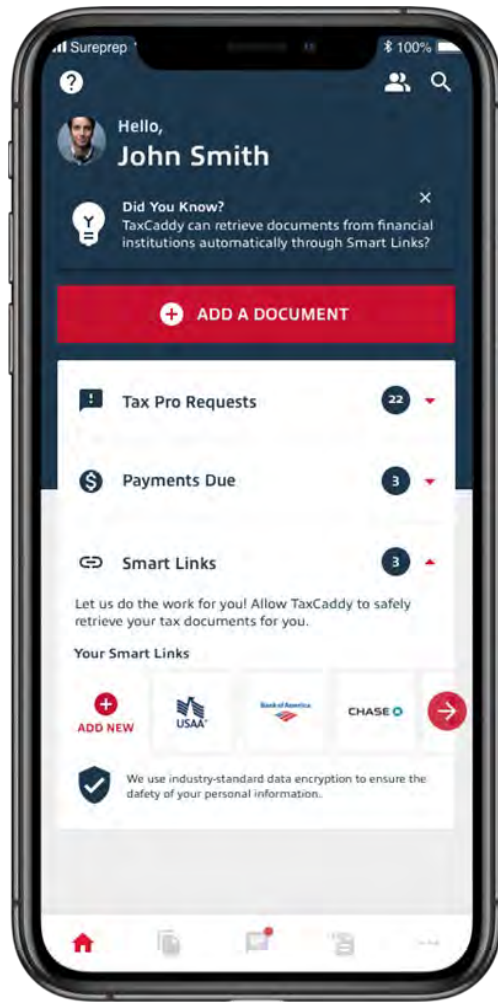 Sureprep
100%
?
Hello,
John Smith
Did You Know?
TaxCaddy can retrieve documents from financial
institutions automatically through Smart Links?
ADD A DOCUMENT
Tax Pro Requests 22
Payments Due 3
Smart Links 3
Let us do the work for you! Allow TaxCaddy to safely
retrieve your tax documents for you.
Your Smart Links
ADD NEW
USAA
Bank of America
CHASE
We use industry-standard data encryption to ensure the
dafety of your personal information.